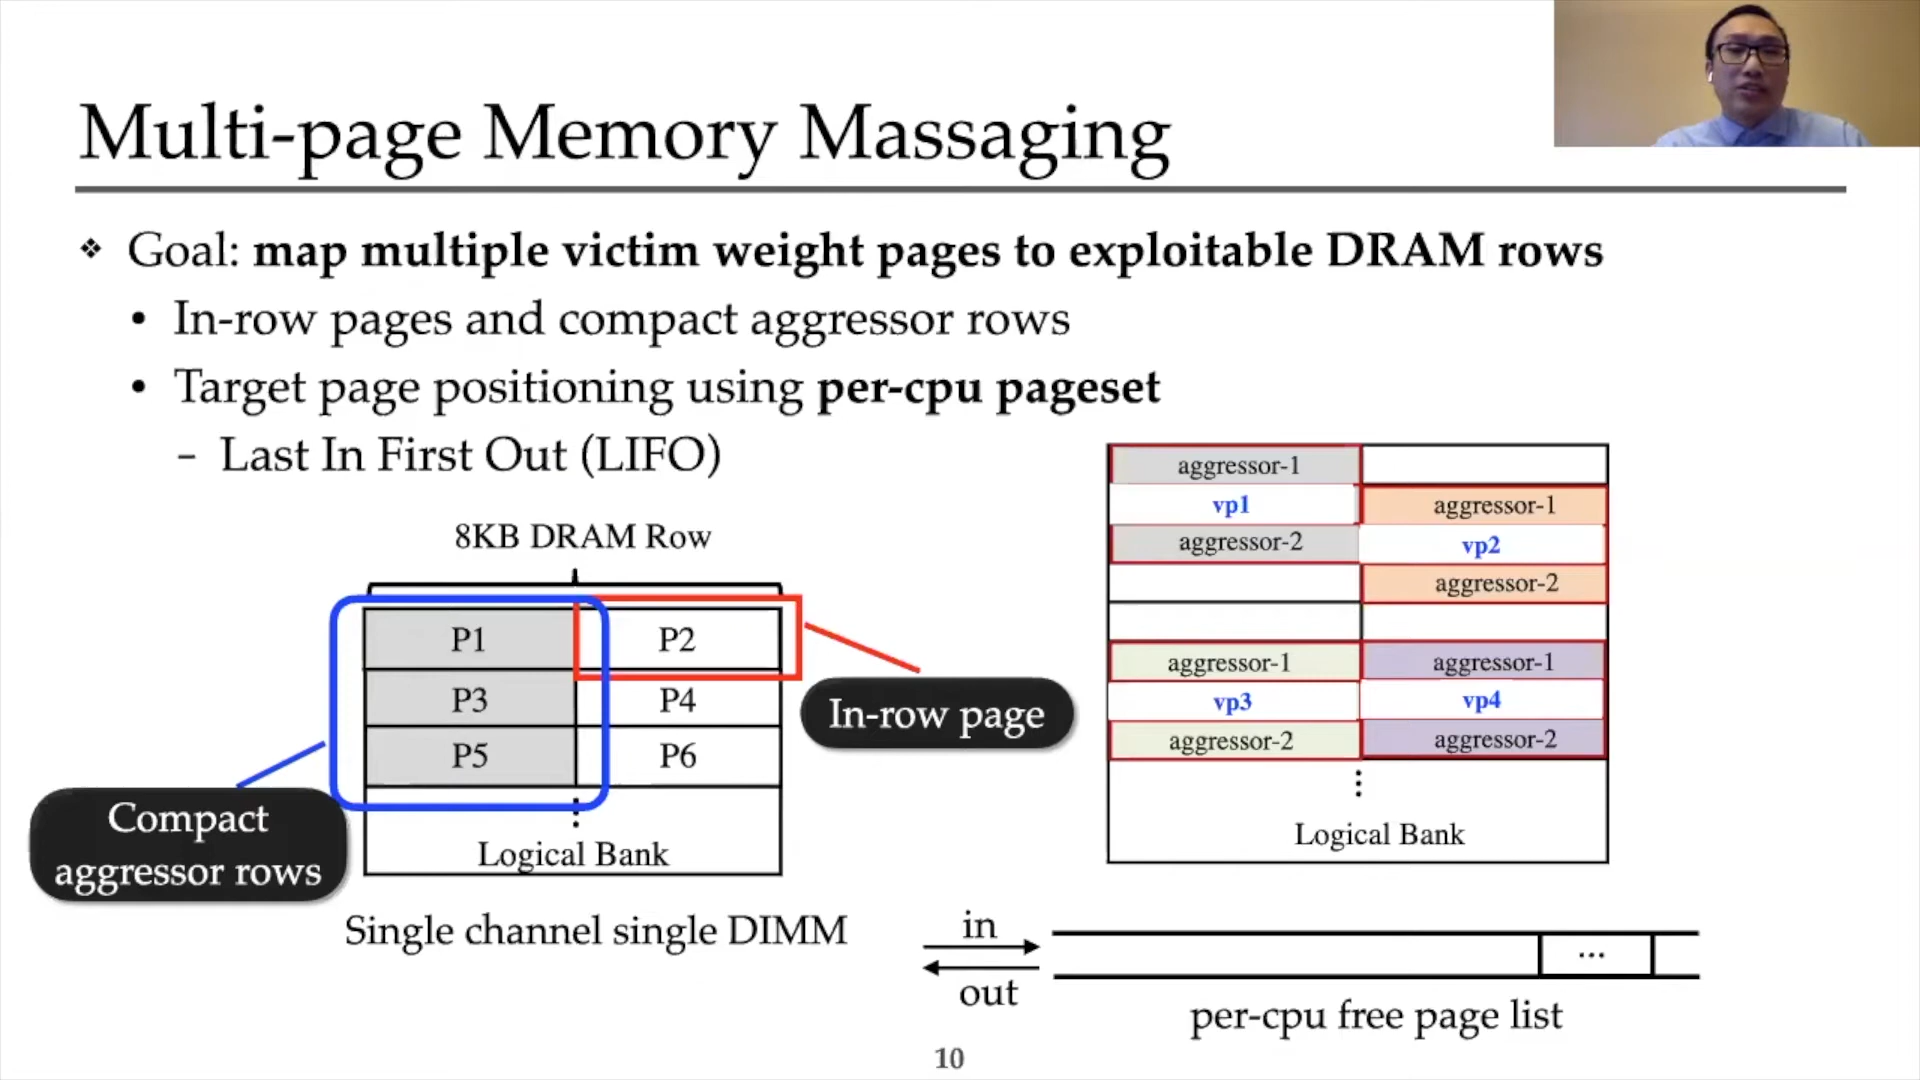 Multi-page Memory Massaging
❖ Goal: map multiple victim weight pages to exploitable DRAM rows
• In-row pages and compact aggressor rows
• Target page positioning using per-cpu pageset
– Last In First Out (LIFO)
8KB DRAM Row
P1 P2
P3 P4
P5 P6
⋮
Logical Bank
In-row page
Compact
aggressor rows
Single channel single DIMM
aggressor-1
vp1 aggressor-1
aggressor-2 vp2
aggressor-2
aggressor-1 aggressor-1
vp3 vp4
aggressor-2 aggressor-2
⋮
Logical Bank
in
out
...
per-cpu free page list
10